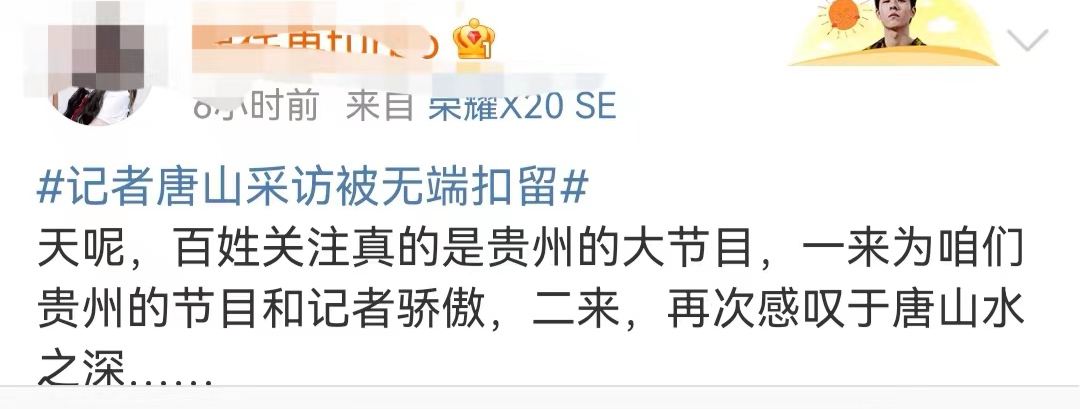 6小时前 来自 荣耀X20 SE
#记者唐山采访被无端扣留#
天呢，百姓关注真的是贵州的大节目，一来为咱们
贵州的节目和记者骄傲，二来，再次感叹于唐山水
之深......